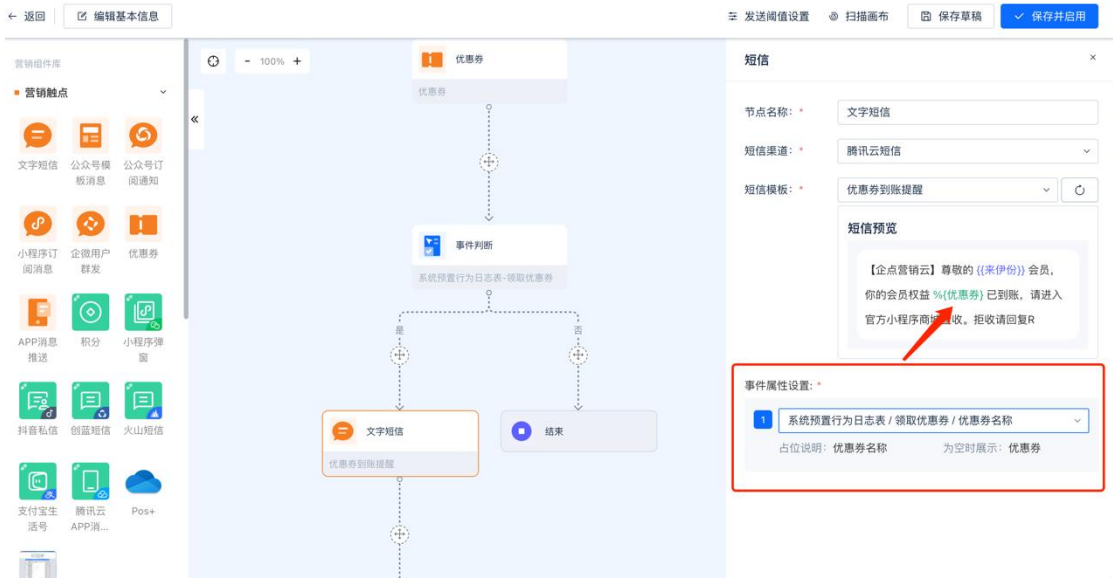 ← 返回
编辑基本信息
发送阈值设置
扫描画布
保存草稿
保存并启用
营销组件库
营销触点
文字短信
公众号模
板消息
公众号订
阅通知
小程序订
阅消息
企微用户
群发
优惠券
APP消息
推送
积分
小程序弹
窗
抖音私信
创蓝短信
火山短信
支付宝生
活号
腾讯云
APP消...
Pos+
- 100% +
«
优惠券
优惠券
事件判断
系统预置行为日志表-领取优惠券
是
否
文字短信
优惠券到账提醒
结束
短信
×
节点名称: *
文字短信
短信渠道: *
腾讯云短信
短信模板: *
优惠券到账提醒
短信预览
【企点营销云】尊敬的 {{来伊份}} 会员,
你的会员权益 %{优惠券} 已到账, 请进入
官方小程序商城查收。拒收请回复R
事件属性设置: *
1
系统预置行为日志表 / 领取优惠券 / 优惠券名称
占位说明: 优惠券名称
为空时展示: 优惠券